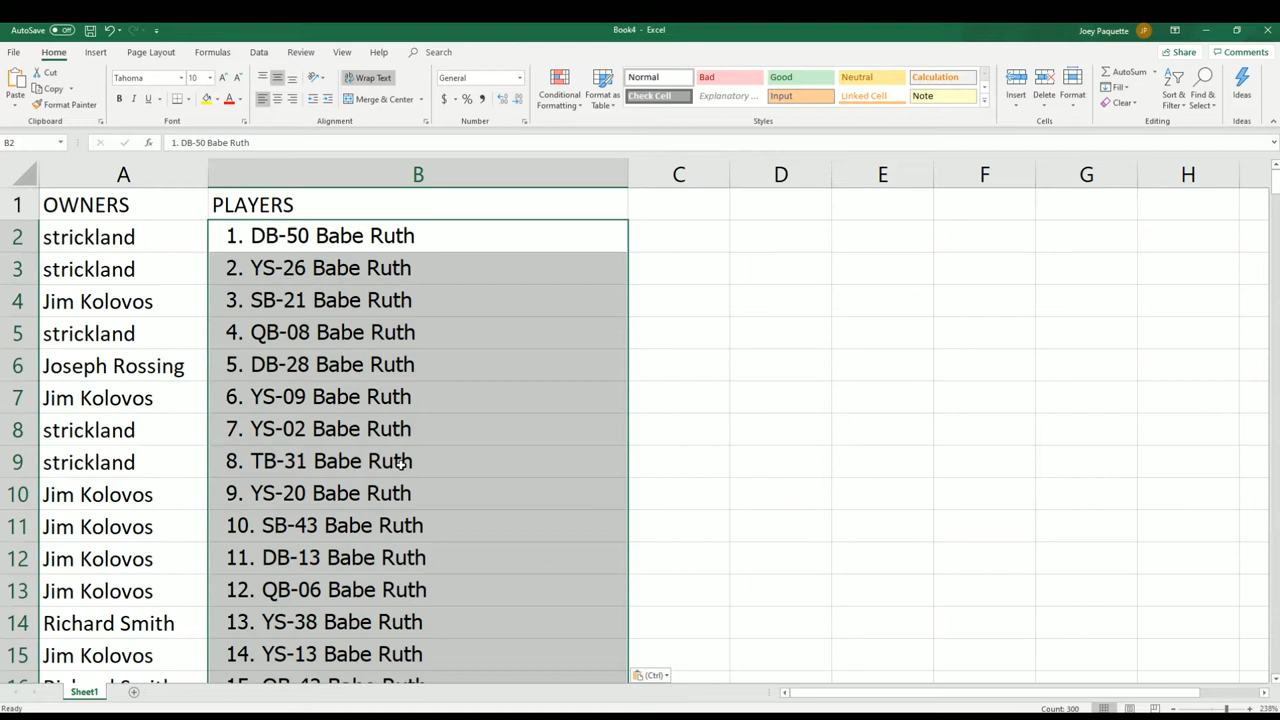 AutoSave Off
Book4 - Excel
Joey Paquette JP
File Home Insert Page Layout Formulas Data Review View Help Search Share Comments
Paste Cut Copy Format Painter Clipboard
Tahoma 10 B I U A Font
Wrap Text Merge & Center Alignment
General $ % , Number
Conditional Formatting Format as Table
Normal Bad Good Neutral Calculation
Check Cell Explanatory ... Input Linked Cell Note
Styles
Insert Delete Format Cells
AutoSum Fill Clear Sort & Filter Find & Select Editing
Ideas Ideas
B2 fx 1. DB-50 Babe Ruth
A B C D E F G H
1 OWNERS PLAYERS
2 strickland 1. DB-50 Babe Ruth
3 strickland 2. YS-26 Babe Ruth
4 Jim Kolovos 3. SB-21 Babe Ruth
5 strickland 4. QB-08 Babe Ruth
6 Joseph Rossing 5. DB-28 Babe Ruth
7 Jim Kolovos 6. YS-09 Babe Ruth
8 strickland 7. YS-02 Babe Ruth
9 strickland 8. TB-31 Babe Ruth
10 Jim Kolovos 9. YS-20 Babe Ruth
11 Jim Kolovos 10. SB-43 Babe Ruth
12 Jim Kolovos 11. DB-13 Babe Ruth
13 Jim Kolovos 12. QB-06 Babe Ruth
14 Richard Smith 13. YS-38 Babe Ruth
15 Jim Kolovos 14. YS-13 Babe Ruth
(Ctrl)
Sheet1
Ready Count: 300 238%